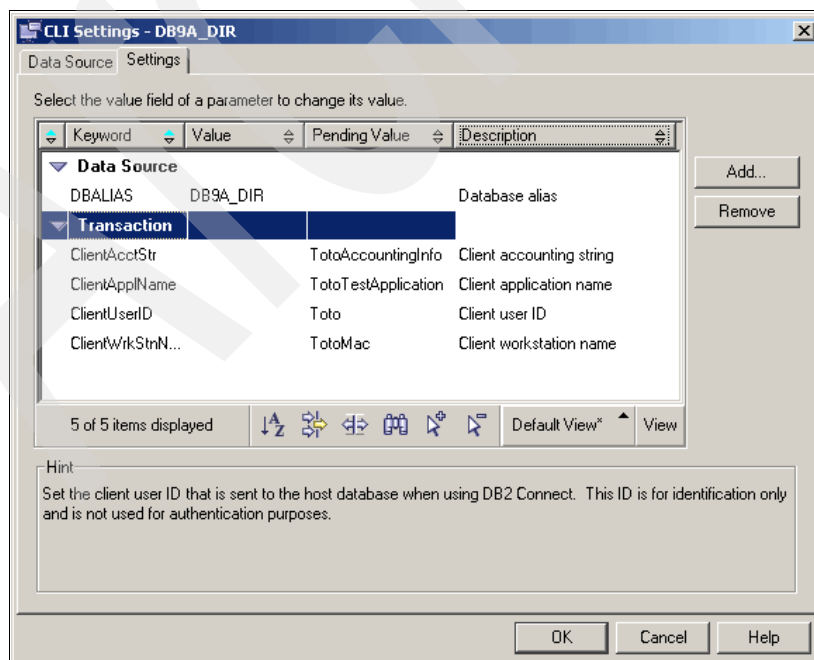 CLI Settings - DB9A_DIR
Data Source Settings
Select the value field of a parameter to change its value.
Keyword Value Pending Value Description
Data Source
DBALIAS DB9A_DIR Database alias
Transaction
ClientAcctStr TotoAccountingInfo Client accounting string
ClientApplName TotoTestApplication Client application name
ClientUserID Toto Client user ID
ClientWrkStnN... TotoMac Client workstation name
Add...
Remove
5 of 5 items displayed Default View* View
Hint
Set the client user ID that is sent to the host database when using DB2 Connect. This ID is for identification only
and is not used for authentication purposes.
OK Cancel Help